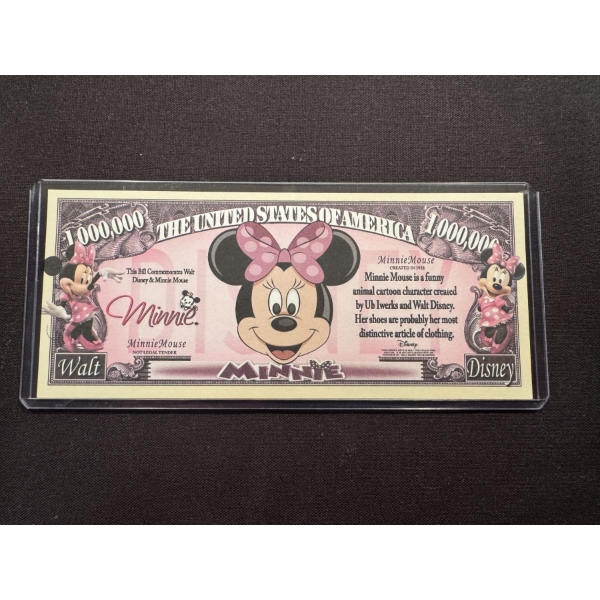 1,000,000
THE UNITED STATES OF AMERICA
1,000,000
This Bill Commemorates Walt
Disney & Minnie Mouse
Minnie.
MinnieMouse
NOT LEGAL TENDER
MinnieMouse
CREATED IN 1928
Minnie Mouse is a funny
animal cartoon character created
by Ub Iwerks and Walt Disney.
Her shoes are probably her most
distinctive article of clothing.
Disney
Walt
MINNIE
Disney